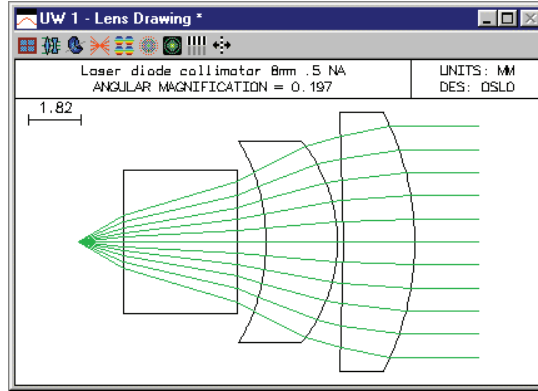 UW 1 - Lens Drawing *
Laser diode collimator 8mm .5 NA
ANGULAR MAGNIFICATION = 0.197
UNITS: MM
DES: OSLO
1.82